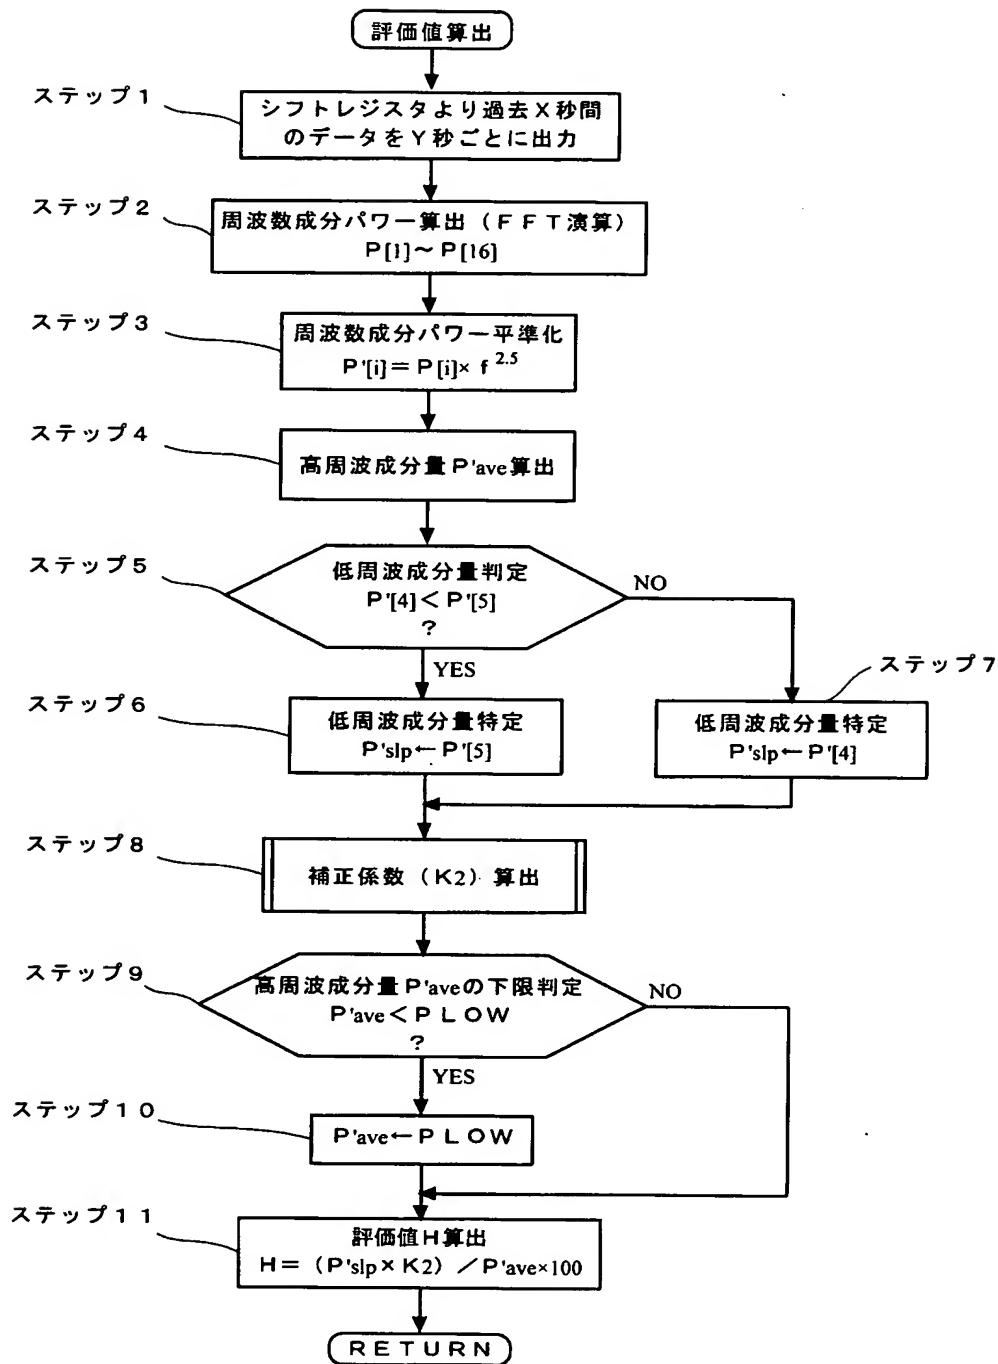 評価値算出
ステップ1
シフトレジスタより過去X秒間
のデータをY秒ごとに出力
ステップ2
周波数成分パワー算出(FFT演算)
P[1]~P[16]
ステップ3
周波数成分パワー平準化
P'[i]=P[i]× f 2.5
ステップ4
高周波成分量P'ave算出
ステップ5
低周波成分量判定
P'[4]<P'[5]
?
NO
YES
ステップ7
ステップ6
低周波成分量特定
P'slp←P'[5]
低周波成分量特定
P'slp←P'[4]
ステップ8
補正係数(K2)算出
ステップ9
高周波成分量P'aveの下限判定
P'ave<PLOW
?
NO
YES
ステップ10
P'ave←PLOW
ステップ11
評価値H算出
H=(P'slp×K2)/P'ave×100
RETURN